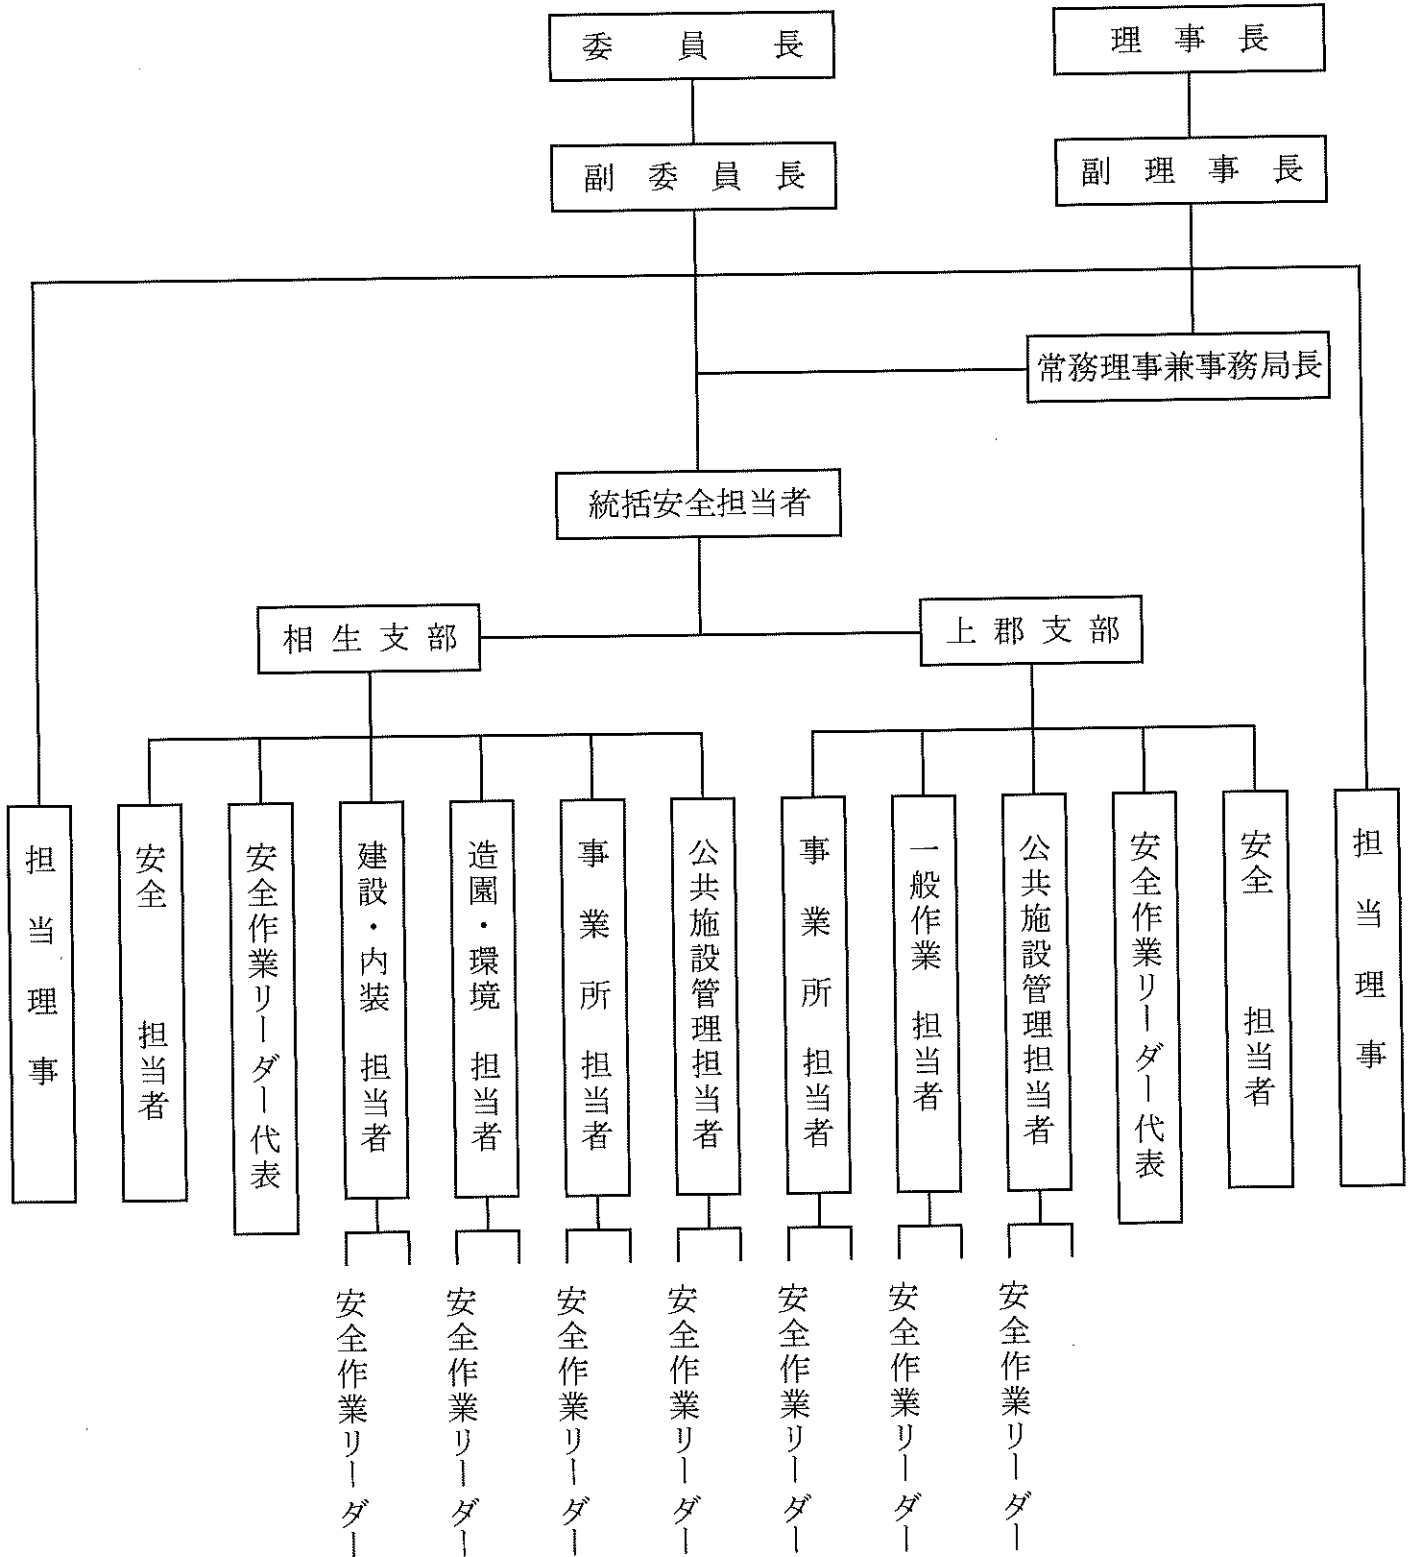 委員長
理事長
副委員長
副理事長
常務理事兼事務局長
統括安全担当者
相生支部
上郡支部
担当理事
安全 担当者
安全作業リーダー代表
建設・内装 担当者
造園・環境 担当者
事業所 担当者
公共施設管理担当者
事業所 担当者
一般作業 担当者
公共施設管理担当者
安全作業リーダー代表
安全 担当者
担当理事
安全作業リーダー
安全作業リーダー
安全作業リーダー
安全作業リーダー
安全作業リーダー
安全作業リーダー
安全作業リーダー